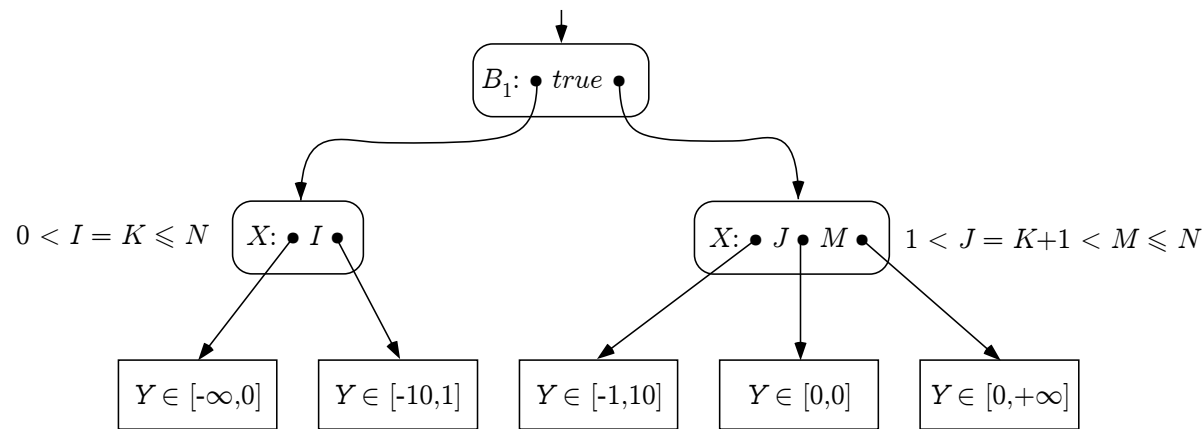 B₁: true
0 < I = K ⩽ N
X: I
X: J M
1 < J = K+1 < M ⩽ N
Y ∈ [-∞,0]
Y ∈ [-10,1]
Y ∈ [-1,10]
Y ∈ [0,0]
Y ∈ [0,+∞]